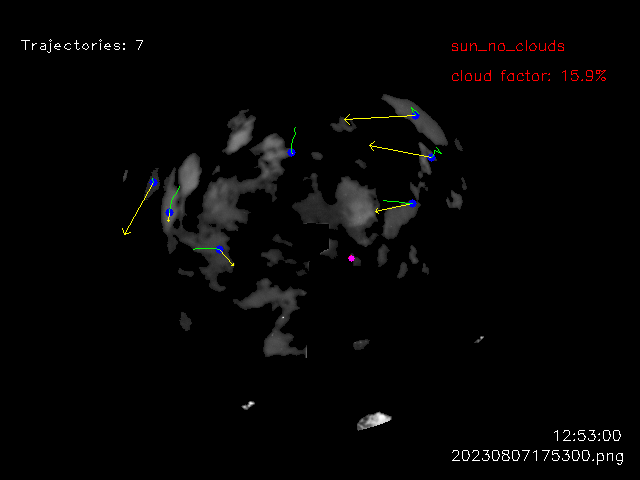 Trajectories: 7
sun_no_clouds
cloud factor: 15.9%
12:53:00
20230807175300.png